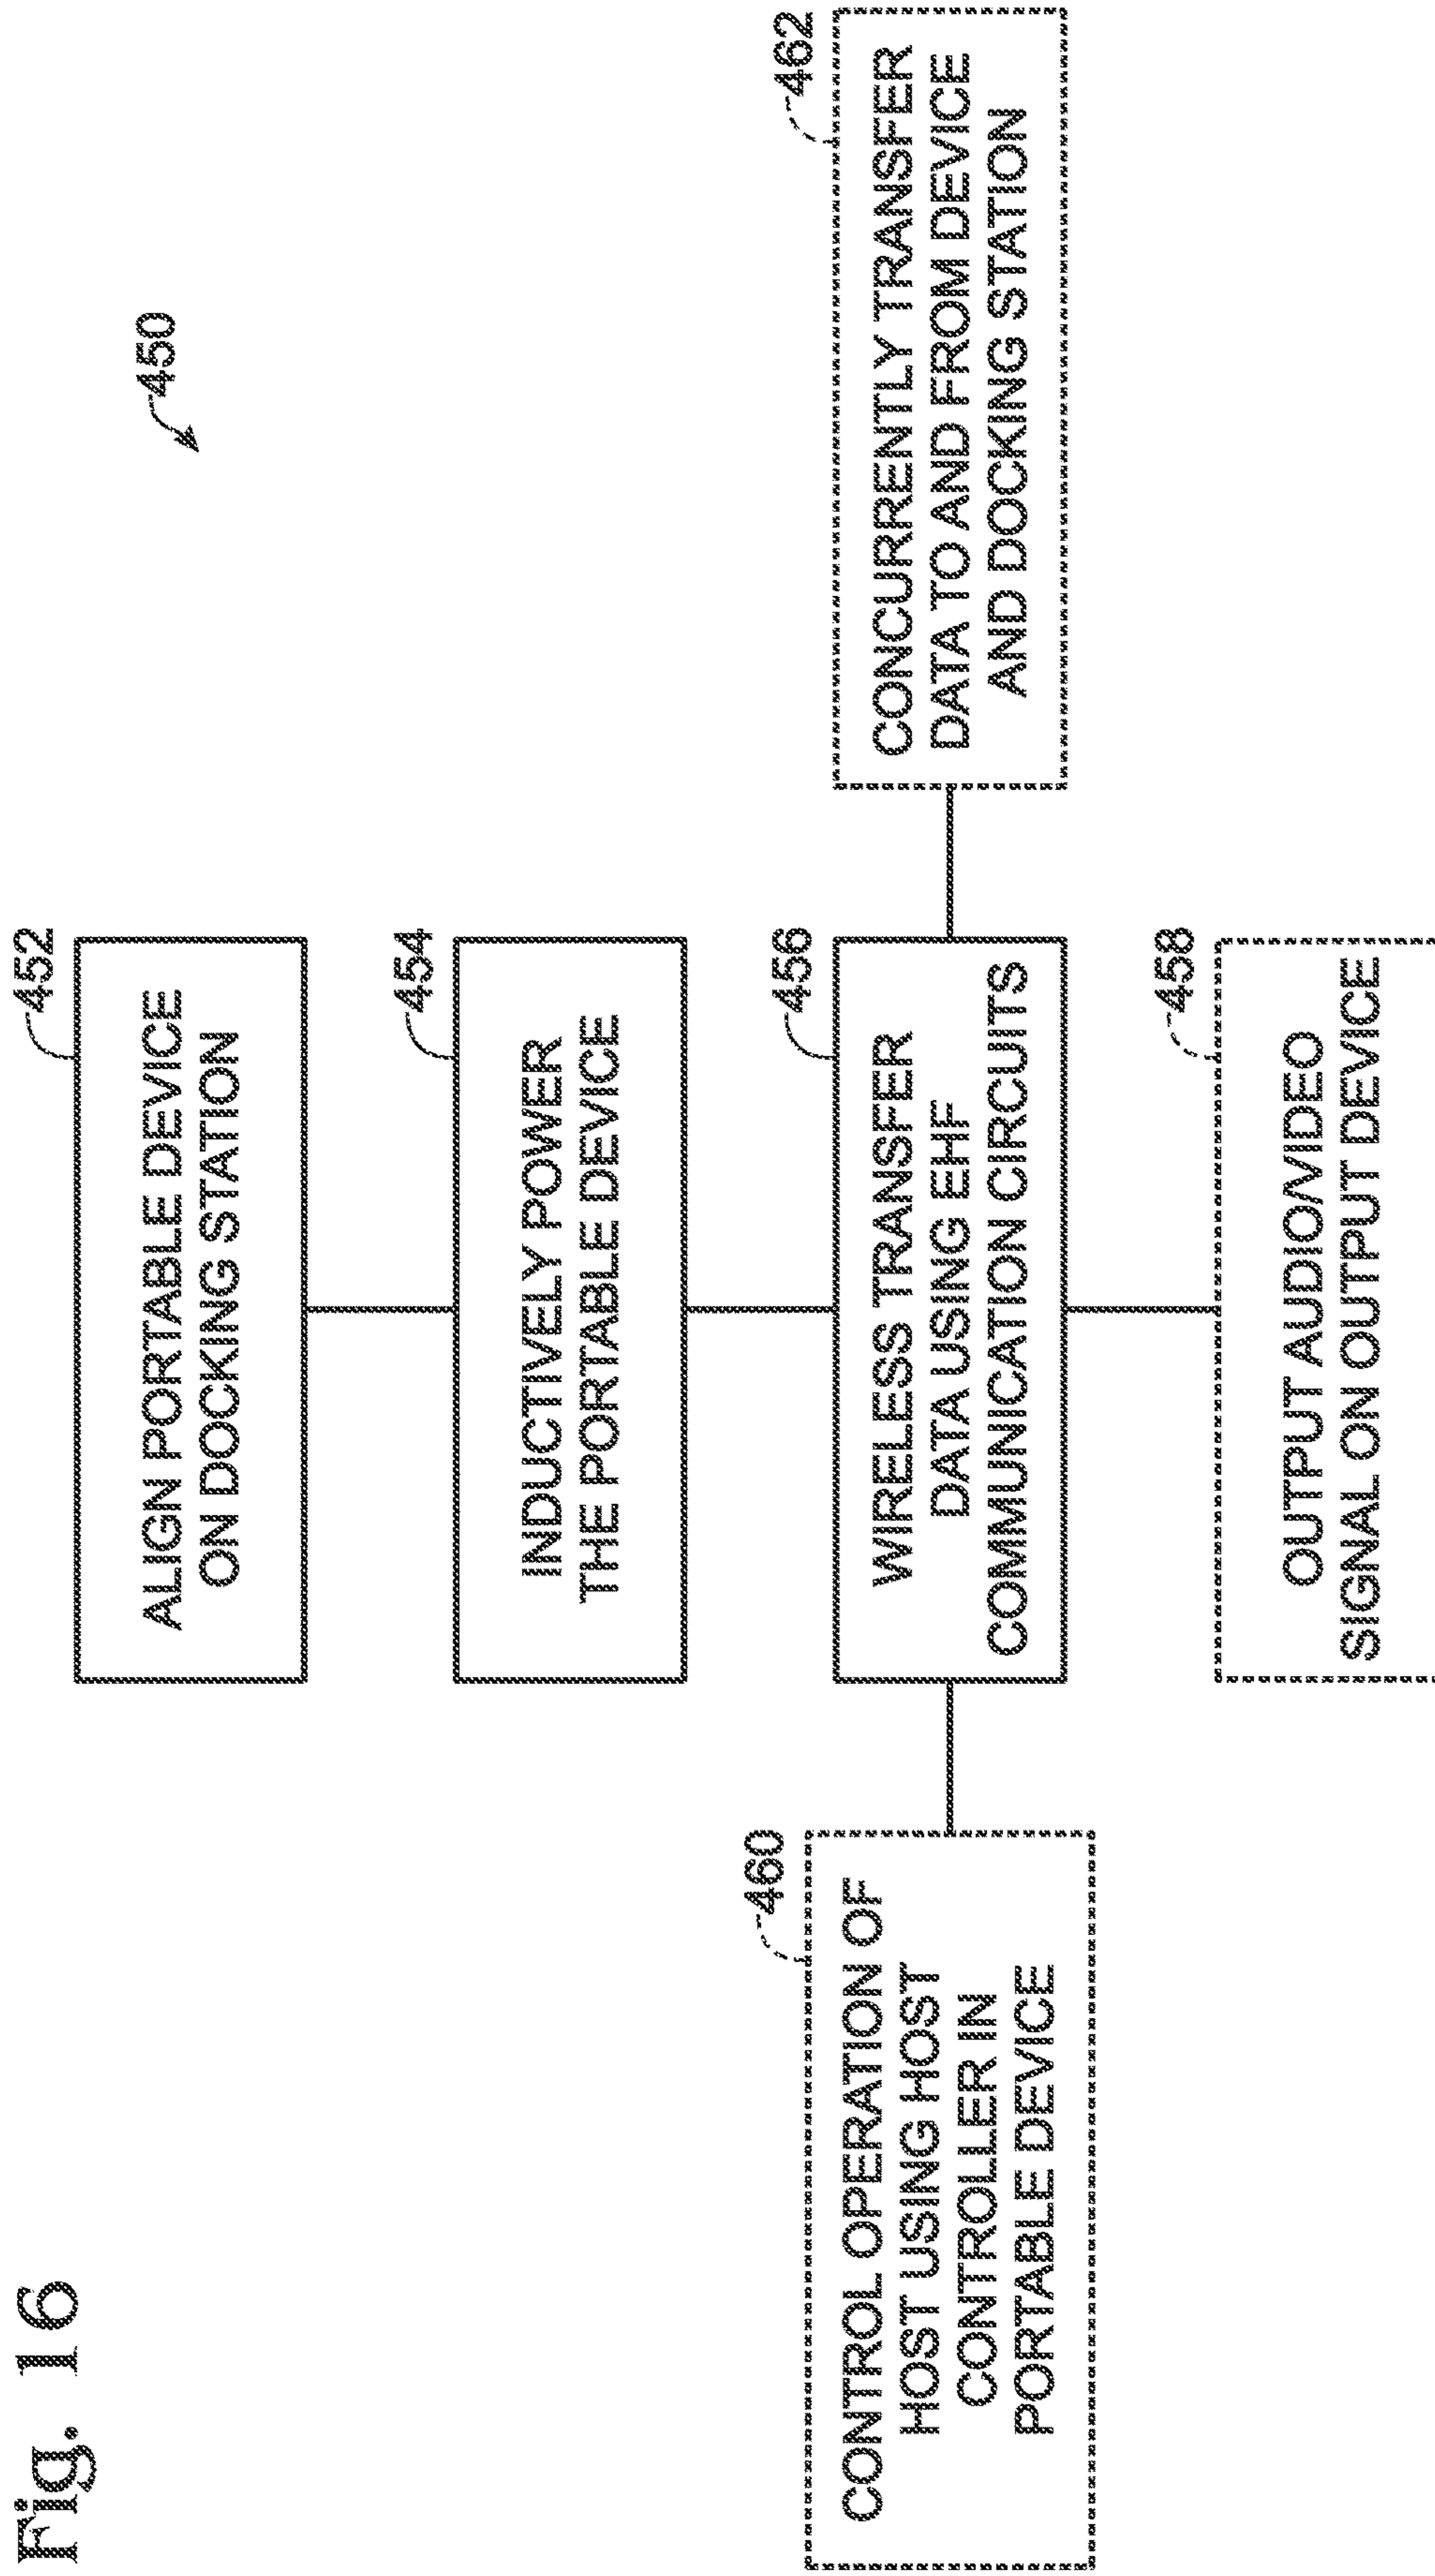 Fig. 16
450
452
ALIGN PORTABLE DEVICE
ON DOCKING STATION
454
INDUCTIVELY POWER
THE PORTABLE DEVICE
460
CONTROL OPERATION OF
HOST USING HOST
CONTROLLER IN
PORTABLE DEVICE
456
WIRELESS TRANSFER
DATA USING EHF
COMMUNICATION CIRCUITS
462
CONCURRENTLY TRANSFER
DATA TO AND FROM DEVICE
AND DOCKING STATION
458
OUTPUT AUDIO/VIDEO
SIGNAL ON OUTPUT DEVICE